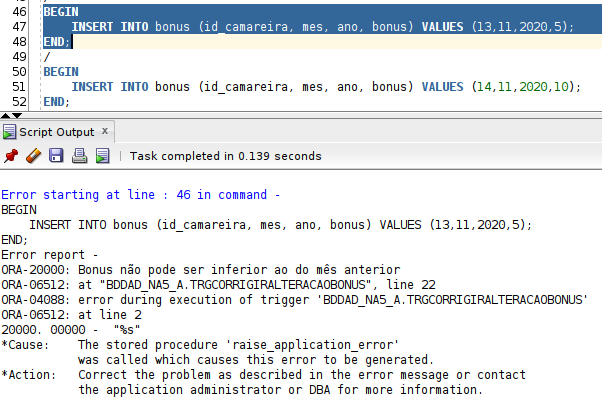 46 BEGIN
47 INSERT INTO bonus (id_camareira, mes, ano, bonus) VALUES (13,11,2020,5);
48 END;
49 /
50 BEGIN
51 INSERT INTO bonus (id_camareira, mes, ano, bonus) VALUES (14,11,2020,10);
52 END;
Script Output x
Task completed in 0.139 seconds
Error starting at line : 46 in command -
BEGIN
INSERT INTO bonus (id_camareira, mes, ano, bonus) VALUES (13,11,2020,5);
END;
Error report -
ORA-20000: Bonus não pode ser inferior ao do mês anterior
ORA-06512: at "BDDAD_NA5_A.TRGCORRIGIRALTERACAOBONUS", line 22
ORA-04088: error during execution of trigger 'BDDAD_NA5_A.TRGCORRIGIRALTERACAOBONUS'
ORA-06512: at line 2
20000. 00000 - "%s"
*Cause: The stored procedure 'raise_application_error'
was called which causes this error to be generated.
*Action: Correct the problem as described in the error message or contact
the application administrator or DBA for more information.